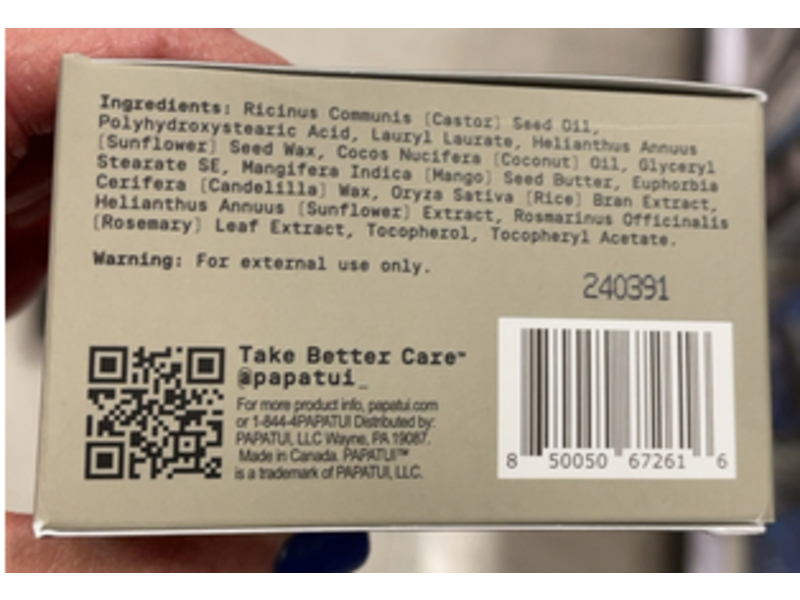 Ingredients: Ricinus Communis [Castor] Seed Oil,
Polyhydroxystearic Acid, Lauryl Laurate, Helianthus Annuus
[Sunflower] Seed Wax, Cocos Nucifera [Coconut] Oil, Glyceryl
Stearate SE, Mangifera Indica [Mango] Seed Butter, Euphorbia
Cerifera [Candelilla] Wax, Oryza Sativa [Rice] Bran Extract,
Helianthus Annuus [Sunflower] Extract, Rosmarinus Officinalis
[Rosemary] Leaf Extract, Tocopherol, Tocopheryl Acetate.
Warning: For external use only.
240391
Take Better Care™
@papatui_
For more product info, papatui.com
or 1-844-4PAPATUI Distributed by:
PAPATUI, LLC Wayne, PA 19087.
Made in Canada. PAPATUI™
is a trademark of PAPATUI, LLC.
8 50050 67261 6